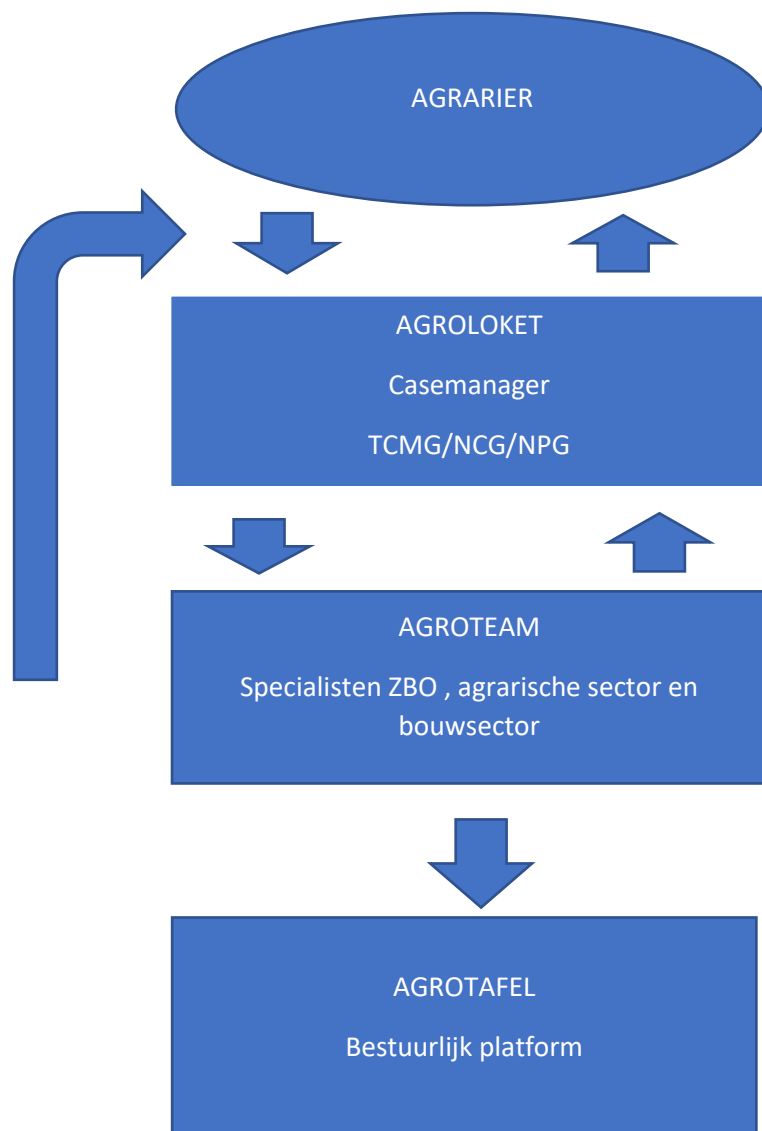 AGRARIER
AGROLOKET
Casemanager
TCMG/NCG/NPG
AGROTEAM
Specialisten ZBO , agrarische sector en
bouwsector
AGROTAFEL
Bestuurlijk platform